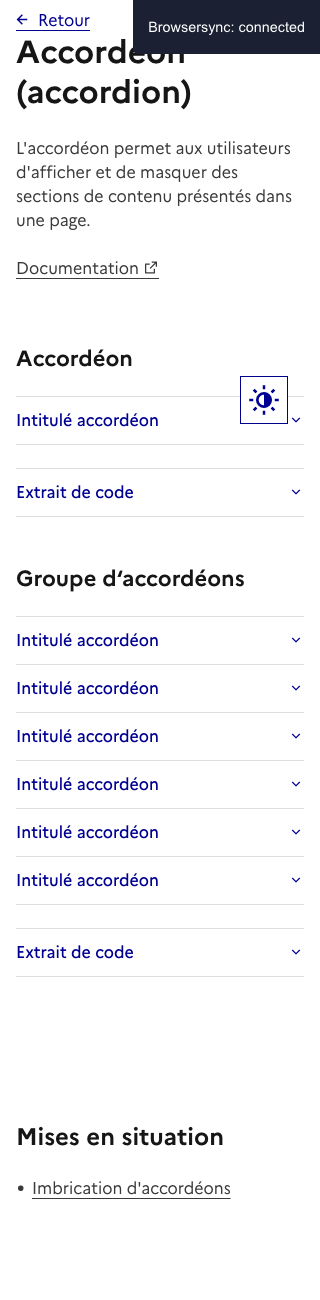 Retour
Browsersync: connected
Accordéon
(accordion)
L'accordéon permet aux utilisateurs
d'afficher et de masquer des
sections de contenu présentés dans
une page.
Documentation
Accordéon
Intitulé accordéon
Extrait de code
Groupe d‘accordéons
Intitulé accordéon
Intitulé accordéon
Intitulé accordéon
Intitulé accordéon
Intitulé accordéon
Intitulé accordéon
Extrait de code
Mises en situation
Imbrication d'accordéons